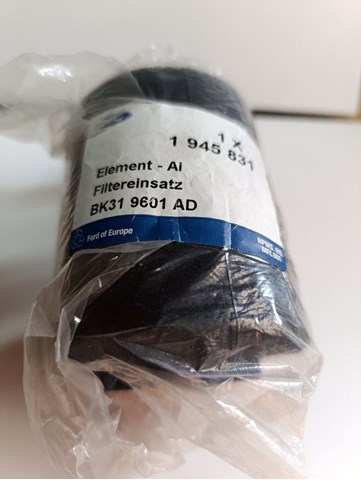 1 X
1 945 831
Element - Ai
Filtereinsatz
BK31 9601 AD
Ford of Europe